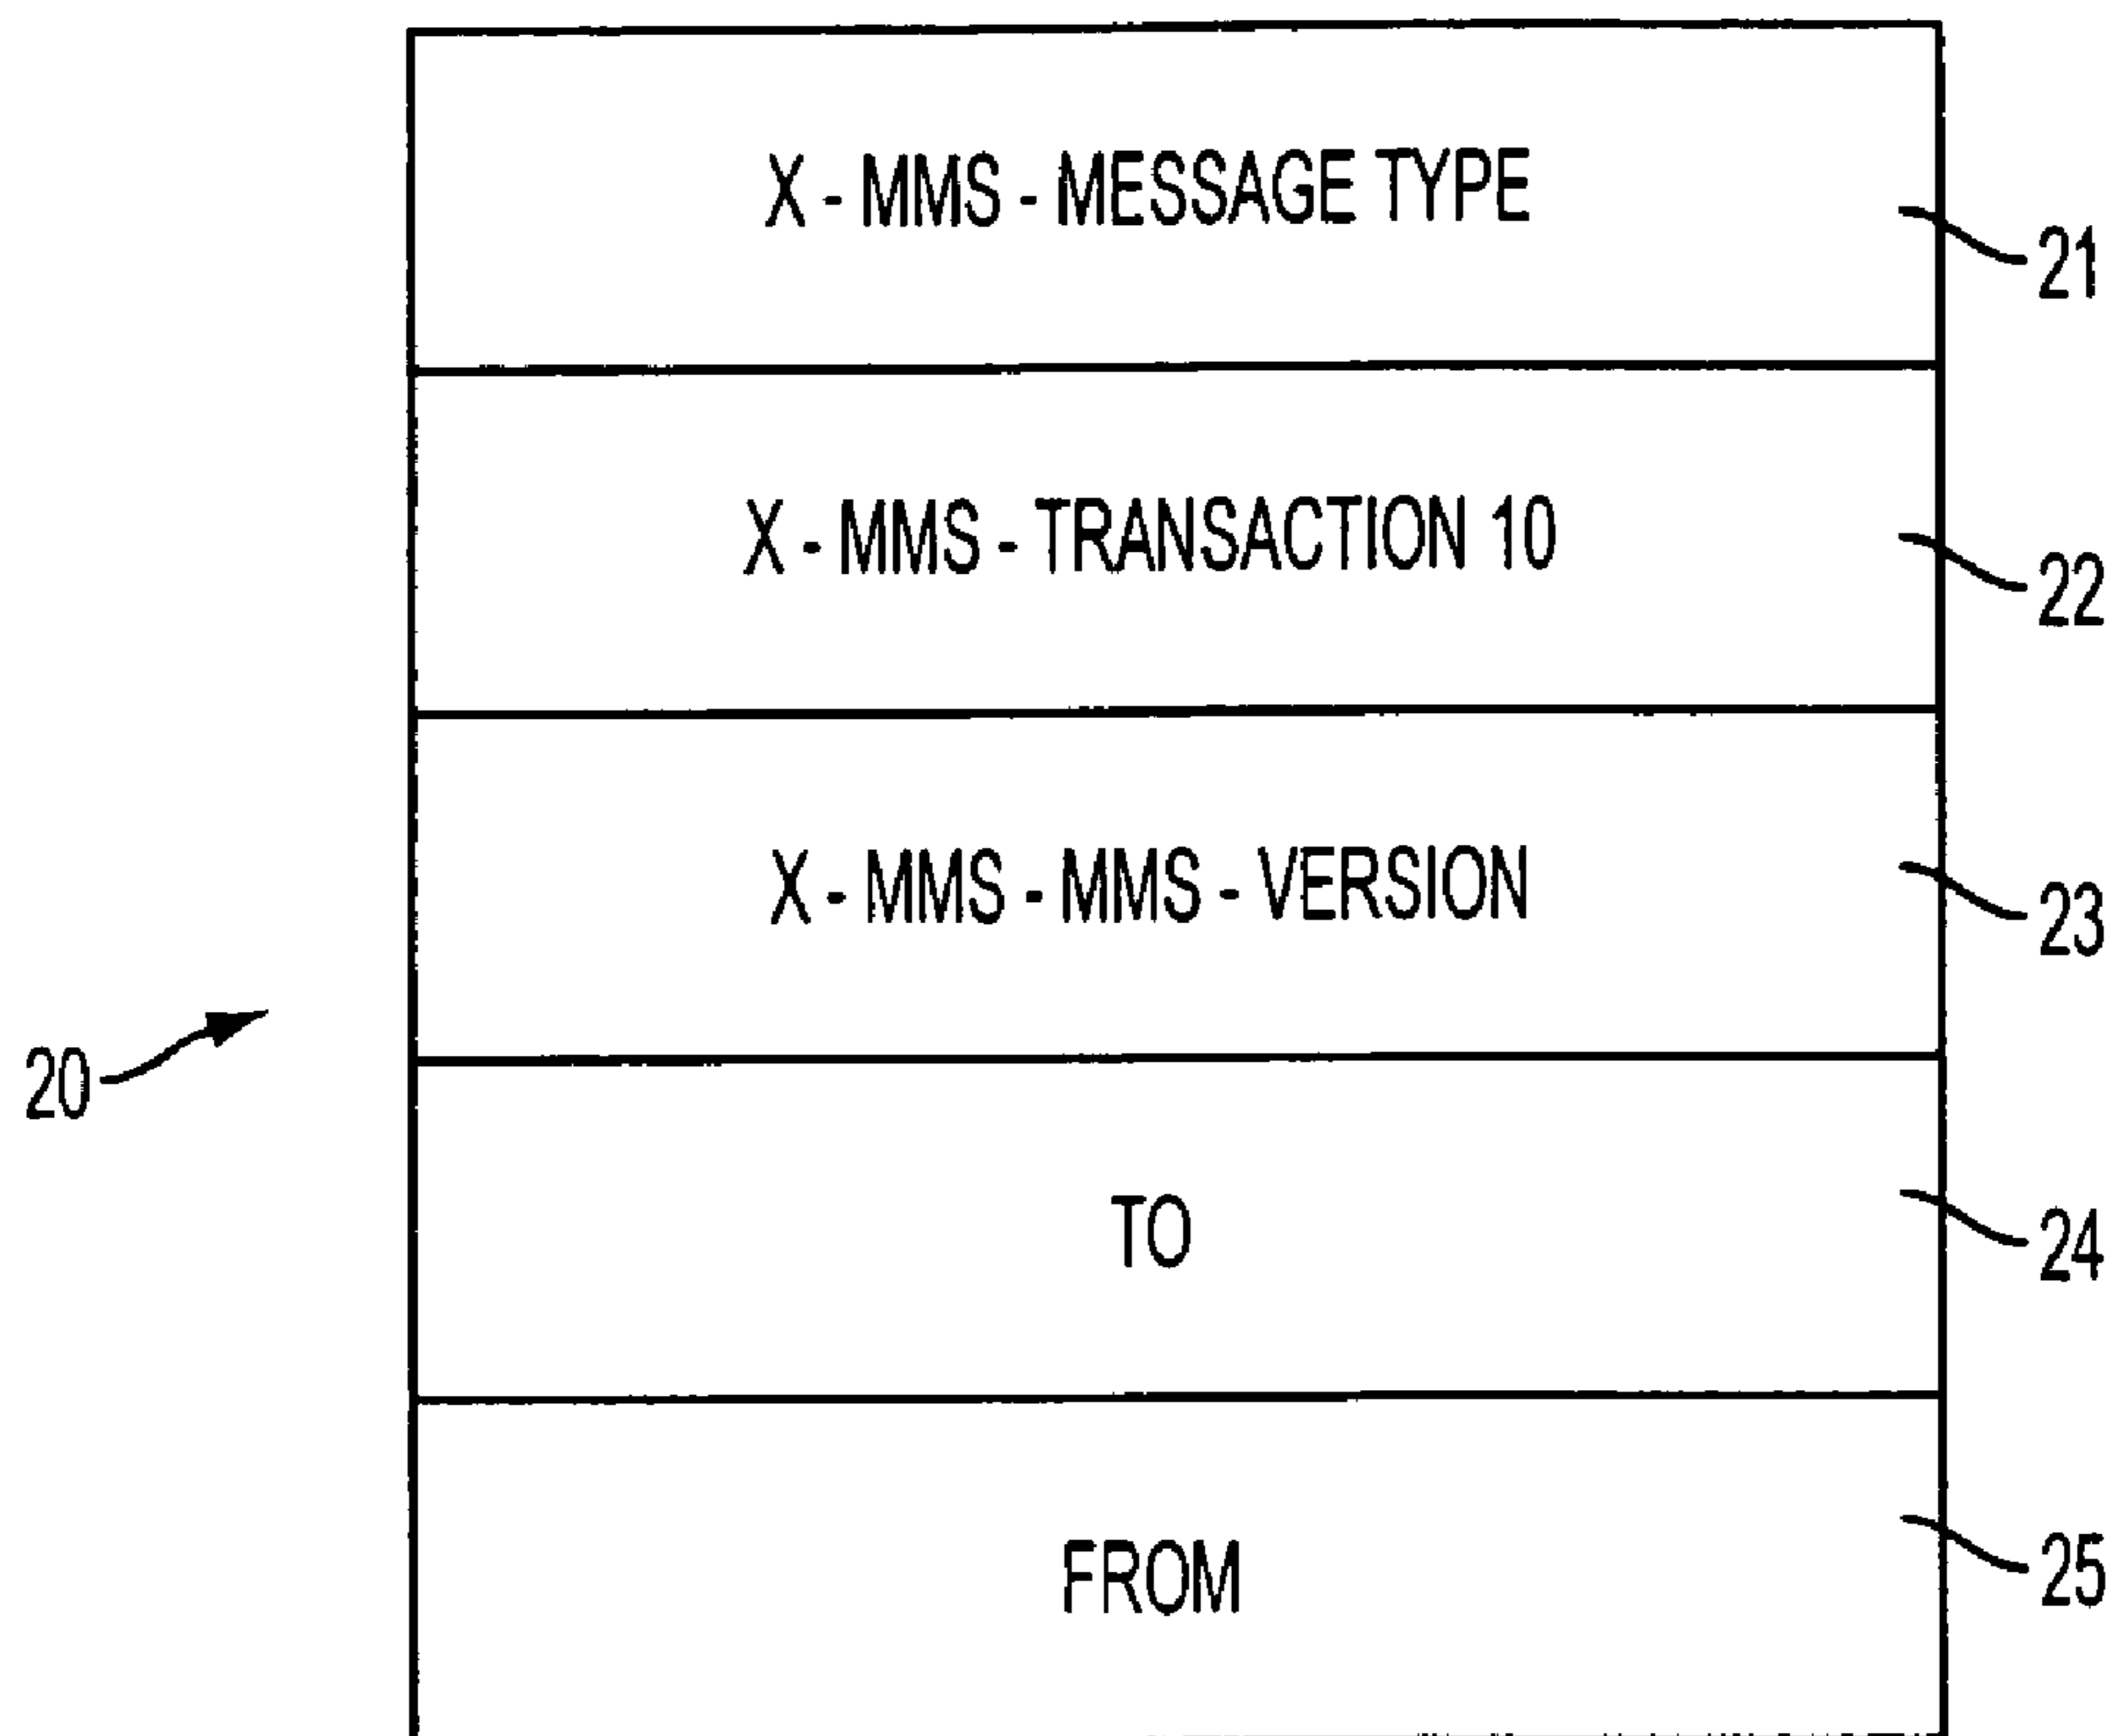 X - MMS - MESSAGE TYPE
21
X - MMS - TRANSACTION 10
22
X - MMS - MMS - VERSION
23
20
TO
24
FROM
25